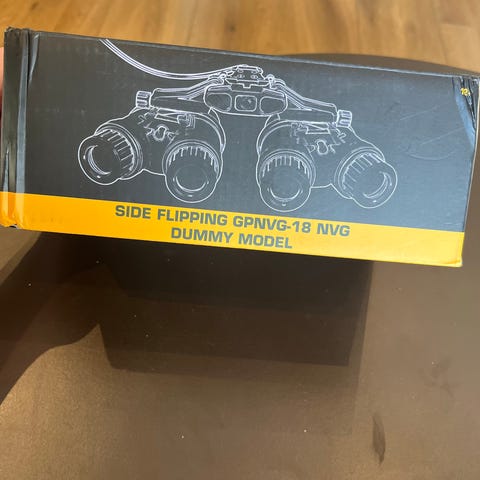 SIDE FLIPPING GPNVG-18 NVG
DUMMY MODEL